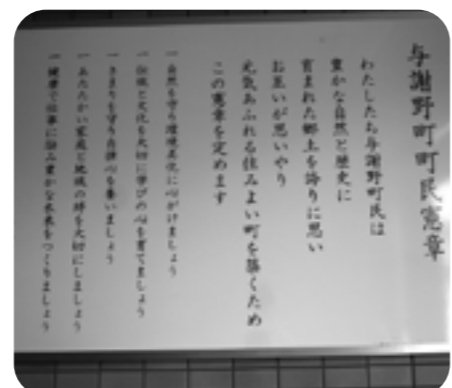 与謝野町町民憲章
わたしたち与謝野町民は
豊かな自然と歴史に
育まれた郷土を誇りに思い
お互いが思いやり
元気あふれる住みよい町を築くため
この憲章を定めます
一 自然を守り環境美化に心がけましょう
一 伝統と文化を大切に学びの心を育てましょう
一 きまりを守り自律心を養いましょう
一 あたたかい家庭と地域の絆を大切にしましょう
一 健康で仕事に励み豊かな未来をつくりましょう